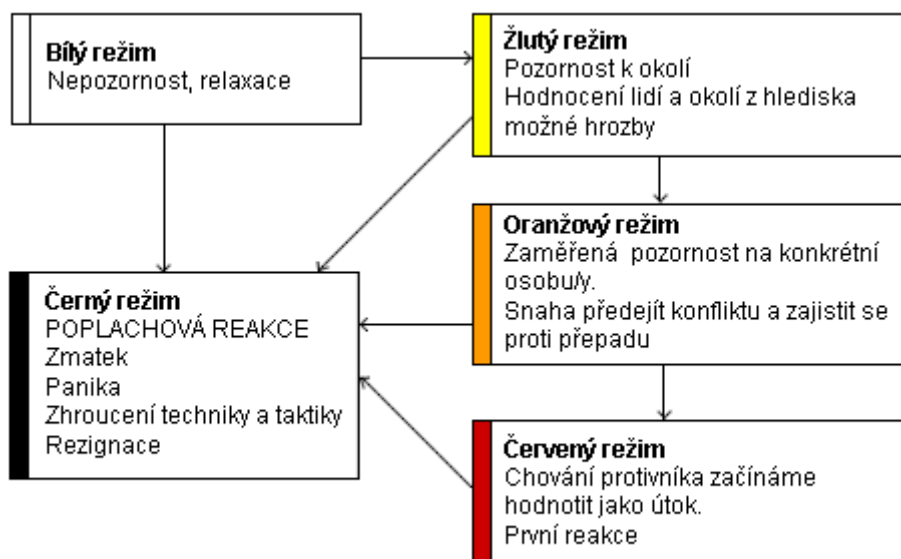 Bílý režim
Nepozornost, relaxace
Žlutý režim
Pozornost k okolí
Hodnocení lidí a okolí z hlediska
možné hrozby
Oranžový režim
Zaměřená pozornost na konkrétní
osobu/y.
Snaha předejít konfliktu a zajistit se
proti přepadu
Černý režim
POPLACHOVÁ REAKCE
Zmatek
Panika
Zhroucení techniky a taktiky
Rezignace
Červený režim
Chování protivníka začínáme
hodnotit jako útok.
První reakce